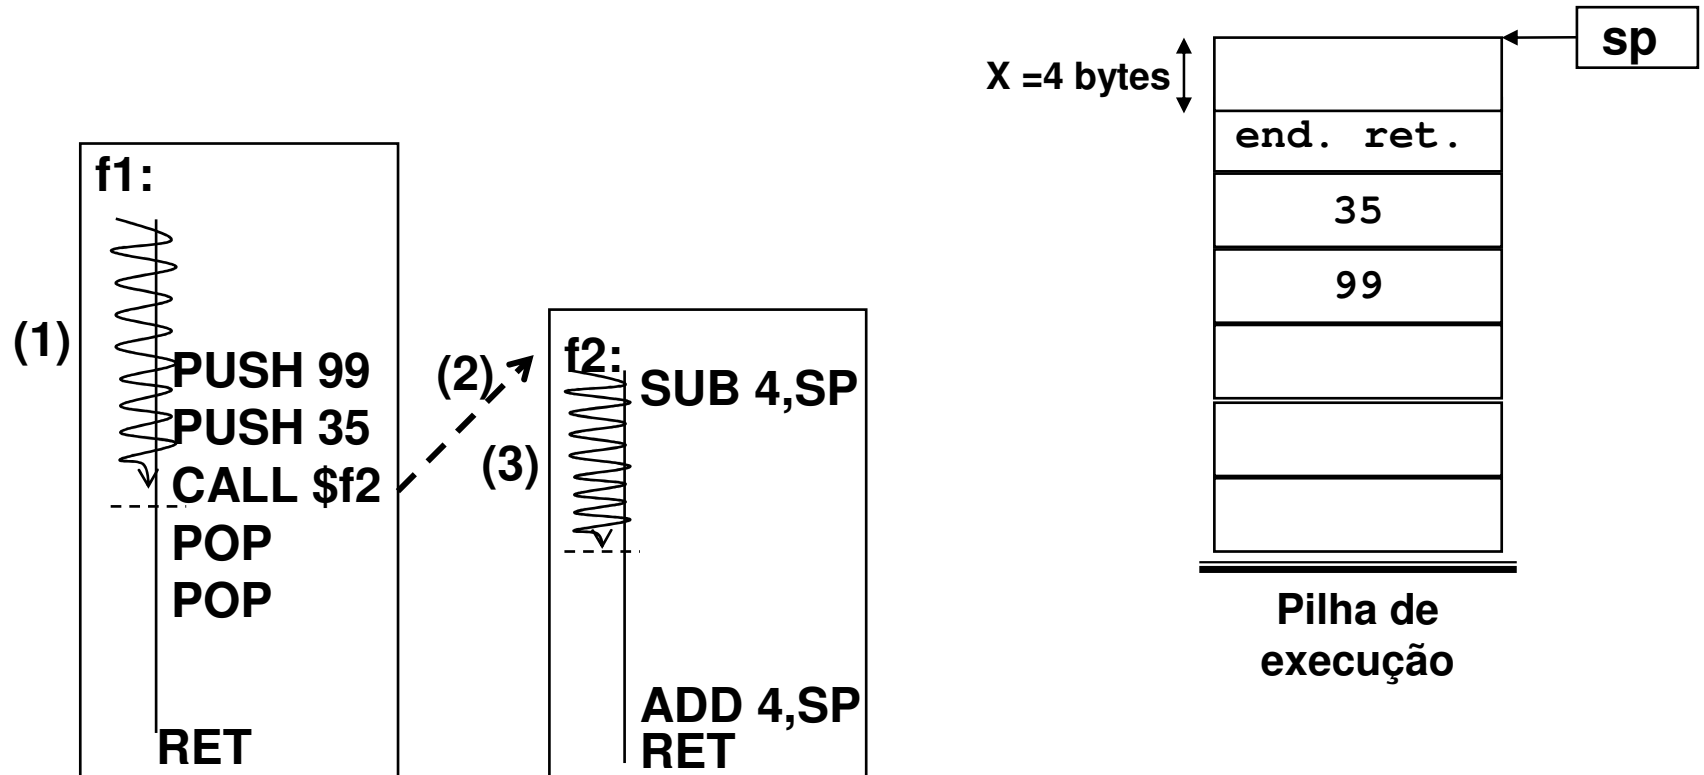 f1:
(1)
PUSH 99
PUSH 35
CALL $f2
POP
POP
RET
(2)
(3)
f2:
SUB 4,SP
ADD 4,SP
RET
sp
X =4 bytes
end. ret.
35
99
Pilha de
execução